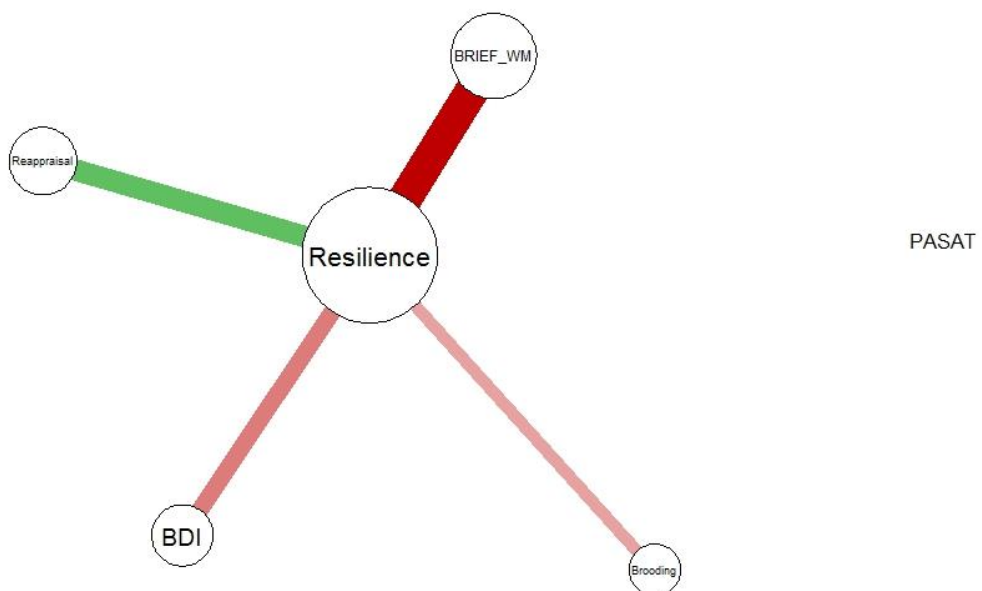 BRIEF_WM
Reappraisal
PASAT
Resilience
BDI
Brooding